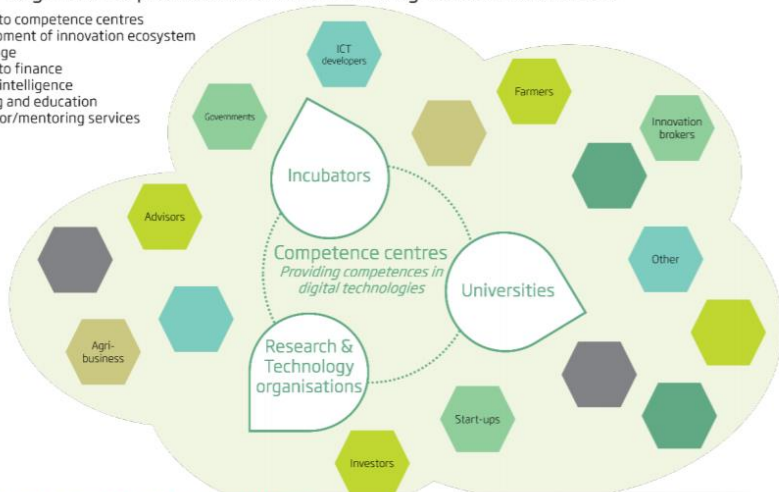 to competence centres
ment of innovation ecosystem
ge
to finance
intelligence
g and education
or/mentoring services
ICT
developers
Farmers
Governments
Innovation
brokers
Incubators
Advisors
Competence centres
Providing competences in
digital technologies
Other
Universities
Agri-
business
Research &
Technology
organisations
Start-ups
Investors